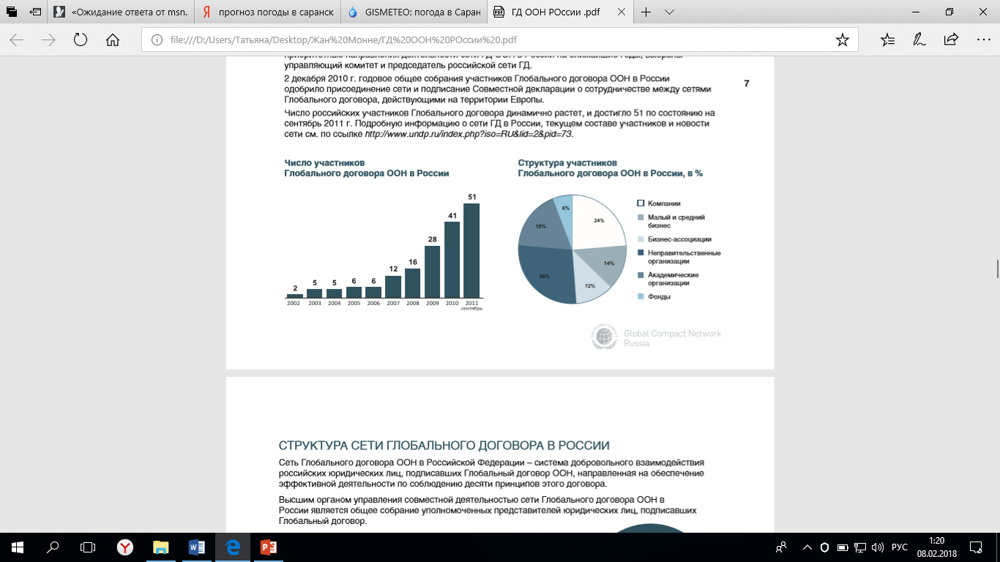 «Ожидание ответа от msn.
прогноз погоды в саранск
GISMETEO: погода в Саран
ГД ООН РОссии .pdf
file:///D:/Users/Татьяна/Desktop/Жан%20Монне/ГД%20ООН%20РОссии%20.pdf
приоритетные направления деятельности сети ГД ООН в России на ближайшие годы, выбраны
управляющий комитет и председатель российской сети ГД.
2 декабря 2010 г. годовое общее собрания участников Глобального договора ООН в России
одобрило присоединение сети и подписание Совместной декларации о сотрудничестве между сетями
Глобального договора, действующими на территории Европы.
7
Число российских участников Глобального договора динамично растет, и достигло 51 по состоянию на
сентябрь 2011 г. Подробную информацию о сети ГД в России, текущем составе участников и новости
сети см. по ссылке http://www.undp.ru/index.php?iso=RU&lid=2&pid=73.
Число участников
Глобального договора ООН в России
2 5 5 6 6 12 16 28 41 51
2002 2003 2004 2005 2006 2007 2008 2009 2010 2011
сентябрь
Структура участников
Глобального договора ООН в России, в %
6%
24%
18%
14%
26%
12%
Компании
Малый и средний
бизнес
Бизнес-ассоциации
Неправительственные
организации
Академические
организации
Фонды
Global Compact Network
Russia
СТРУКТУРА СЕТИ ГЛОБАЛЬНОГО ДОГОВОРА В РОССИИ
Сеть Глобального договора ООН в Российской Федерации – система добровольного взаимодействия
российских юридических лиц, подписавших Глобальный договор ООН, направленная на обеспечение
эффективной деятельности по соблюдению десяти принципов этого договора.
Высшим органом управления совместной деятельностью сети Глобального договора ООН в
России является общее собрание уполномоченных представителей юридических лиц, подписавших
Глобальный договор.
РУС
1:20
08.02.2018